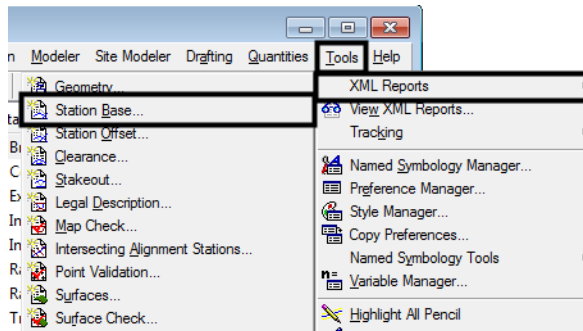 Modeler Site Modeler Drafting Quantities Tools Help
Geometry...
Station Base...
Station Offset...
Clearance...
Stakeout...
Legal Description...
Map Check...
Intersecting Alignment Stations...
Point Validation...
Surfaces...
Surface Check...
XML Reports
View XML Reports...
Tracking
Named Symbology Manager...
Preference Manager...
Style Manager...
Copy Preferences...
Named Symbology Tools
Variable Manager...
Highlight All Pencil